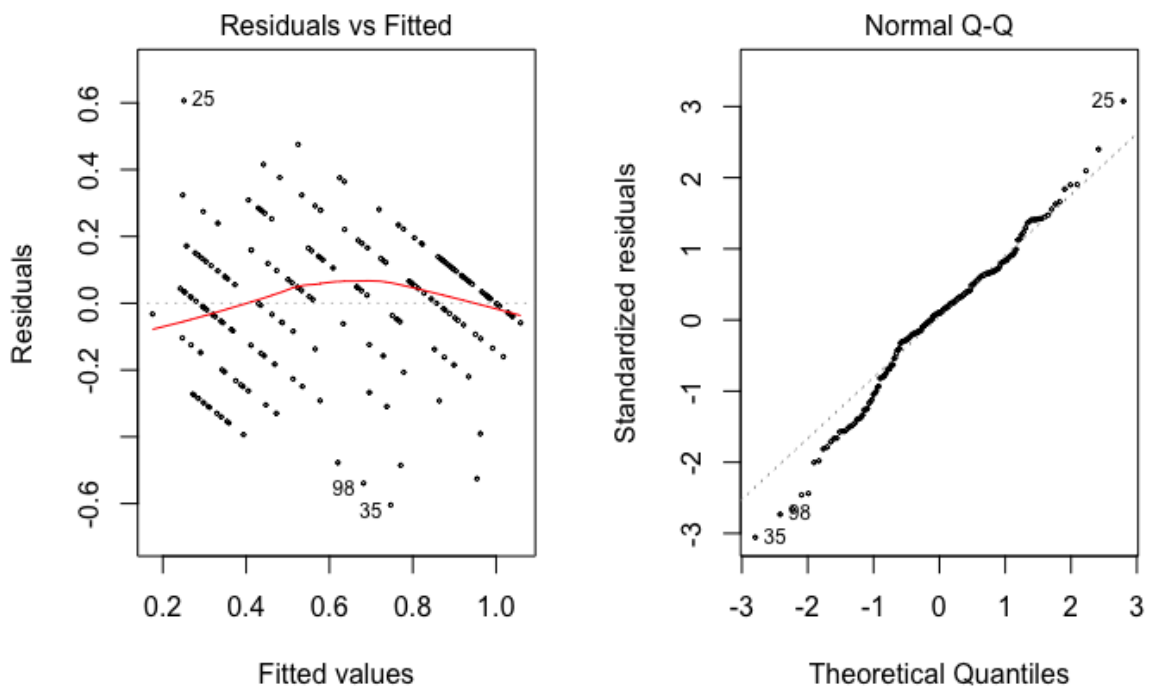 Residuals vs Fitted
Residuals
0.6
0.4
0.2
0.0
-0.2
-0.6
25
98
35
0.2 0.4 0.6 0.8 1.0
Fitted values
Normal Q-Q
Standardized residuals
3
2
1
0
-1
-2
-3
25
98
35
-3 -2 -1 0 1 2 3
Theoretical Quantiles